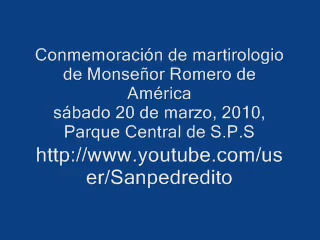 Conmemoración de martirologio
de Monseñor Romero de
América
sábado 20 de marzo, 2010,
Parque Central de S.P.S
http://www.youtube.com/us
er/Sanpedredito